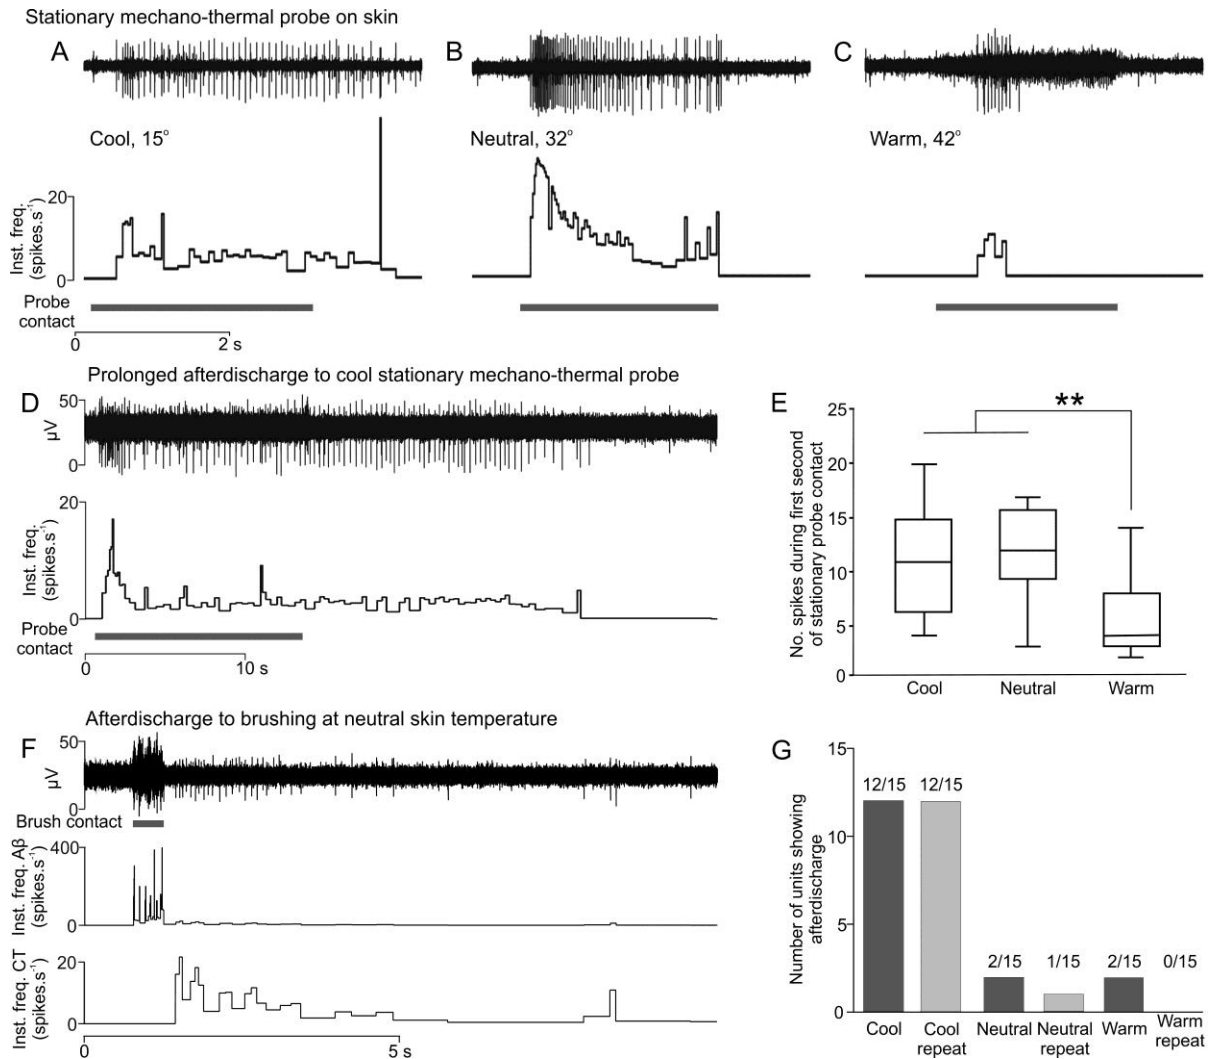 Stationary mechano-thermal probe on skin
A
B
C
Cool, 15°
Neutral, 32°
Warm, 42°
Inst. freq.
(spikes.s⁻¹)
20
0
Probe
contact
0 2 s
Prolonged afterdischarge to cool stationary mechano-thermal probe
D
50
µV
0
20
Inst. freq.
(spikes.s⁻¹)
0
Probe
contact
0 10 s
E
**
No. spikes during first second
of stationary probe contact
25
20
15
10
5
0
Cool Neutral Warm
Afterdischarge to brushing at neutral skin temperature
F
50
µV
0
Brush contact
Inst. freq. Aβ
(spikes.s⁻¹)
400
0
Inst. freq. CT
(spikes.s⁻¹)
20
0
0 5 s
G
Number of units showing
afterdischarge
15
10
5
0
12/15 12/15 2/15 1/15 2/15 0/15
Cool Cool repeat Neutral Neutral repeat Warm Warm repeat